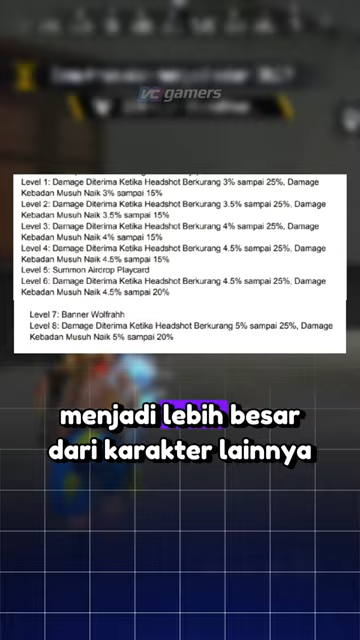 vc gamers
Level 1: Damage Diterima Ketika Headshot Berkurang 3% sampai 25%, Damage
Kebadan Musuh Naik 3% sampai 15%
Level 2: Damage Diterima Ketika Headshot Berkurang 3.5% sampai 25%, Damage
Kebadan Musuh Naik 3.5% sampai 15%
Level 3: Damage Diterima Ketika Headshot Berkurang 4% sampai 25%, Damage
Kebadan Musuh Naik 4% sampai 15%
Level 4: Damage Diterima Ketika Headshot Berkurang 4.5% sampai 25%, Damage
Kebadan Musuh Naik 4.5% sampai 15%
Level 5: Summon Airdrop Playcard
Level 6: Damage Diterima Ketika Headshot Berkurang 4.5% sampai 25%, Damage
Kebadan Musuh Naik 4.5% sampai 20%
Level 7: Banner Wolfrahh
Level 8: Damage Diterima Ketika Headshot Berkurang 5% sampai 25%, Damage
Kebadan Musuh Naik 5% sampai 20%
menjadi lebih besar
dari karakter lainnya